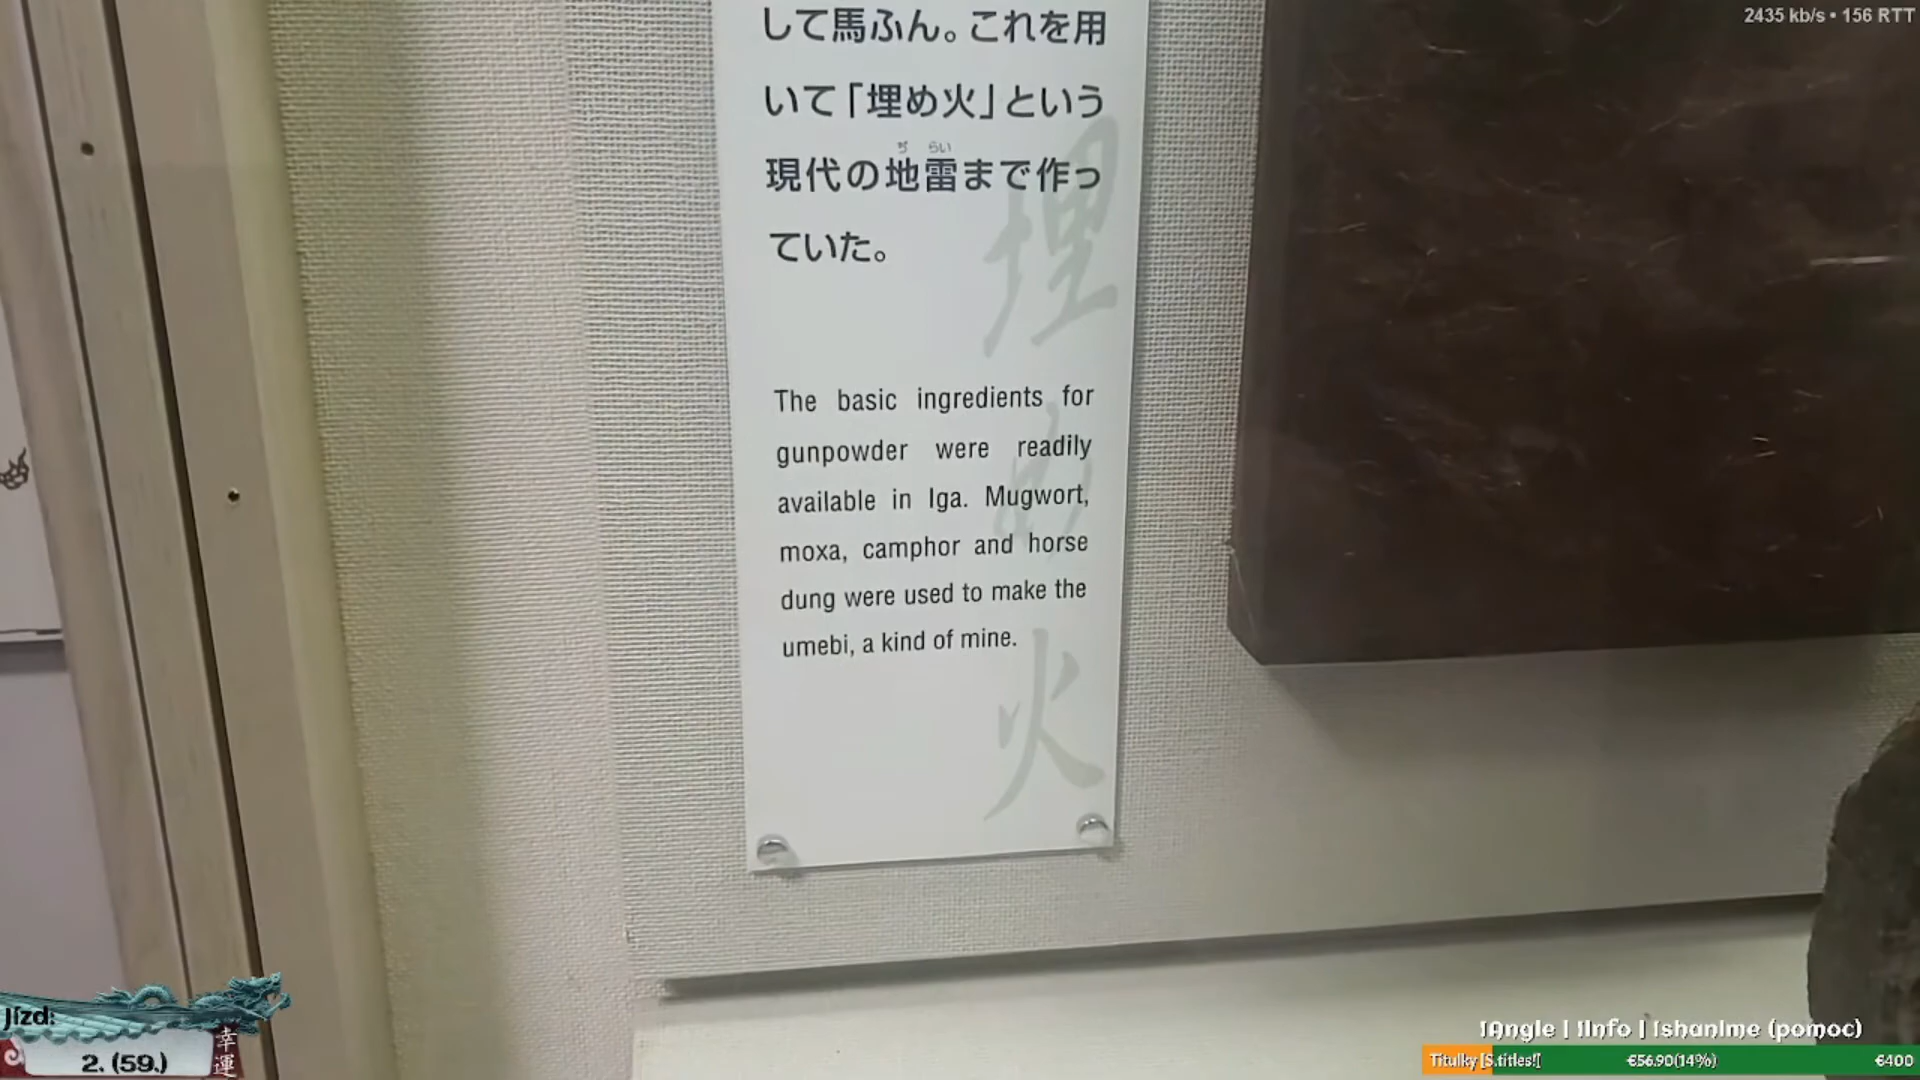 2435 kb/s • 156 RTT
して馬ふん。これを用
いて「埋め火」という
ぢ らい
現代の地雷まで作っ
ていた。
埋め火
The basic ingredients for
gunpowder were readily
available in Iga. Mugwort,
moxa, camphor and horse
dung were used to make the
umebi, a kind of mine.
Jízd:
2. (59.)
幸運
!Angle | !Info | !shanime (pomoc)
Titulky [S.titles!] €56.90(14%) €400